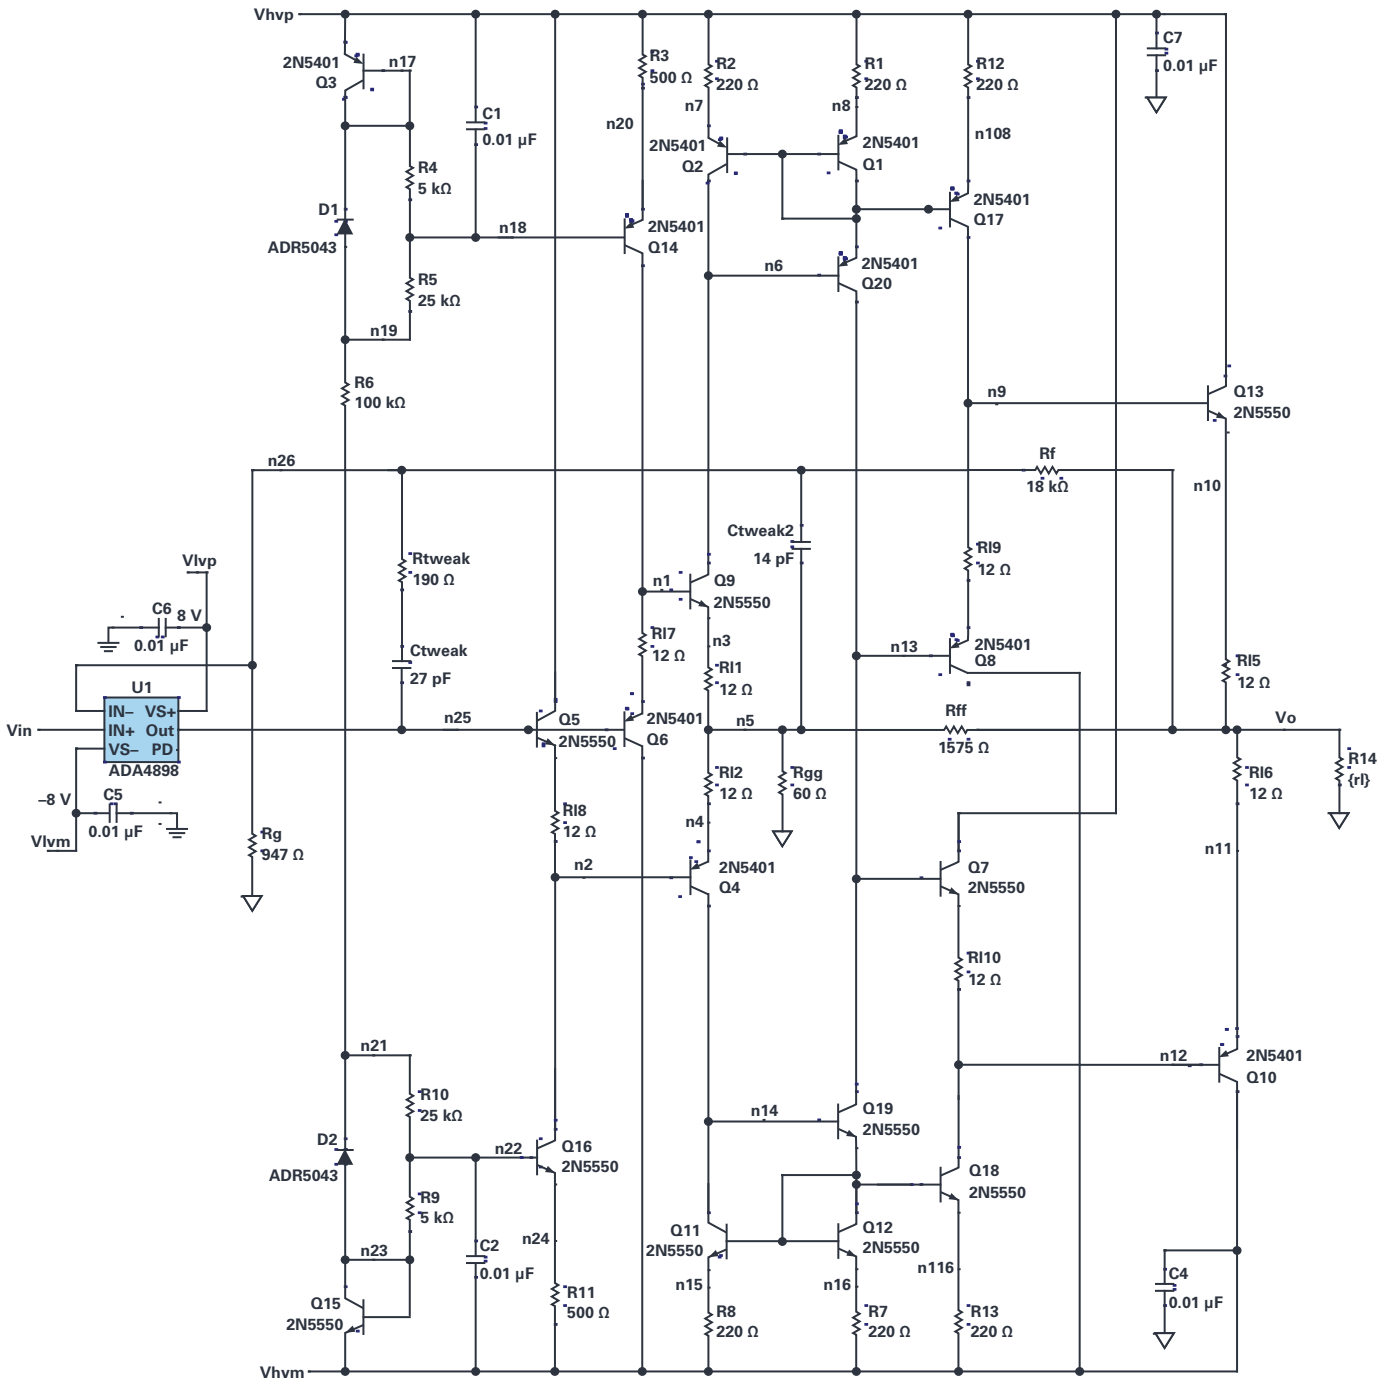 Vhvp
2N5401
Q3
n17
C1
0.01 µF
R3
500 Ω
n20
R2
220 Ω
n7
R1
220 Ω
n8
R12
220 Ω
n108
C7
0.01 µF
2N5401
Q2
2N5401
Q1
R4
5 kΩ
D1
ADR5043
n18
2N5401
Q14
2N5401
Q17
n6
2N5401
Q20
R5
25 kΩ
n19
R6
100 kΩ
n9
Q13
2N5550
n26
Rf
18 kΩ
n10
Ctweak2
14 pF
Rtweak
190 Ω
Rl9
12 Ω
Vlvp
C6
8 V
0.01 µF
n1
Q9
2N5550
Rl7
12 Ω
n3
Rl1
12 Ω
n13
2N5401
Q8
Ctweak
27 pF
Rl5
12 Ω
U1
IN–
VS+
IN+
Out
VS–
PD
ADA4898
Vin
n25
Q5
2N5550
2N5401
Q6
n5
Rff
1575 Ω
Vo
R14
{rl}
Rl6
12 Ω
Rl2
12 Ω
Rgg
60 Ω
–8 V
C5
0.01 µF
Vlvm
Rg
947 Ω
Rl8
12 Ω
n4
n2
2N5401
Q4
n11
Q7
2N5550
Rl10
12 Ω
n21
R10
25 kΩ
n12
2N5401
Q10
n14
Q19
2N5550
D2
ADR5043
n22
Q16
2N5550
Q18
2N5550
R9
5 kΩ
n23
C2
0.01 µF
n24
Q11
2N5550
Q12
2N5550
n15
n16
n116
C4
0.01 µF
Q15
2N5550
R11
500 Ω
R8
220 Ω
R7
220 Ω
R13
220 Ω
Vhvm